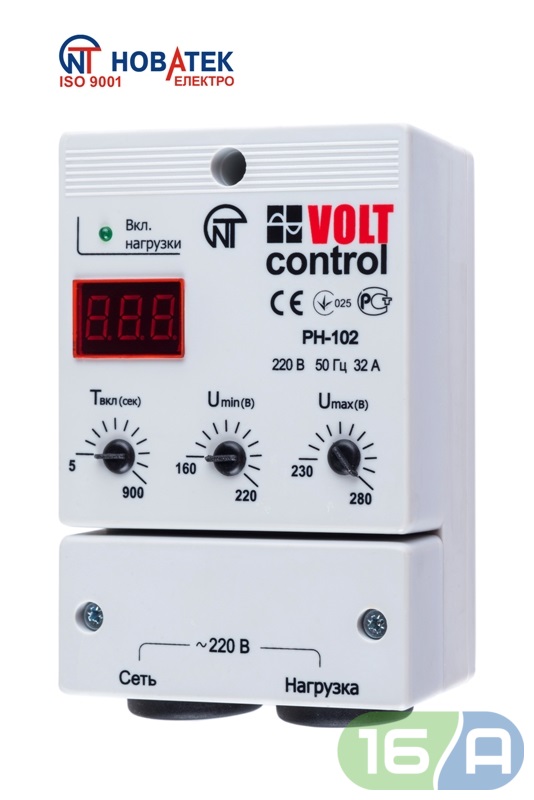 НОВАТЕК
ISO 9001 ЕЛЕКТРО
Вкл.
нагрузки
VOLT
control
CE 025 РСТ
РН-102
220 В 50 Гц 32 А
Tвкл(сек) Umin(В) Umax(В)
5 160 230
900 220 280
~220 В
Сеть
Нагрузка
16/А